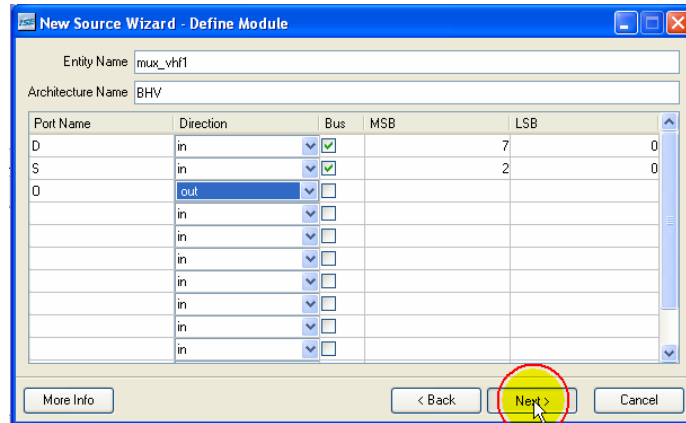 ISE New Source Wizard - Define Module
Entity Name mux_vhf1
Architecture Name BHV
Port Name Direction Bus MSB LSB
D in 7 0
S in 2 0
O out
in
in
in
in
in
in
in
More Info < Back Next > Cancel